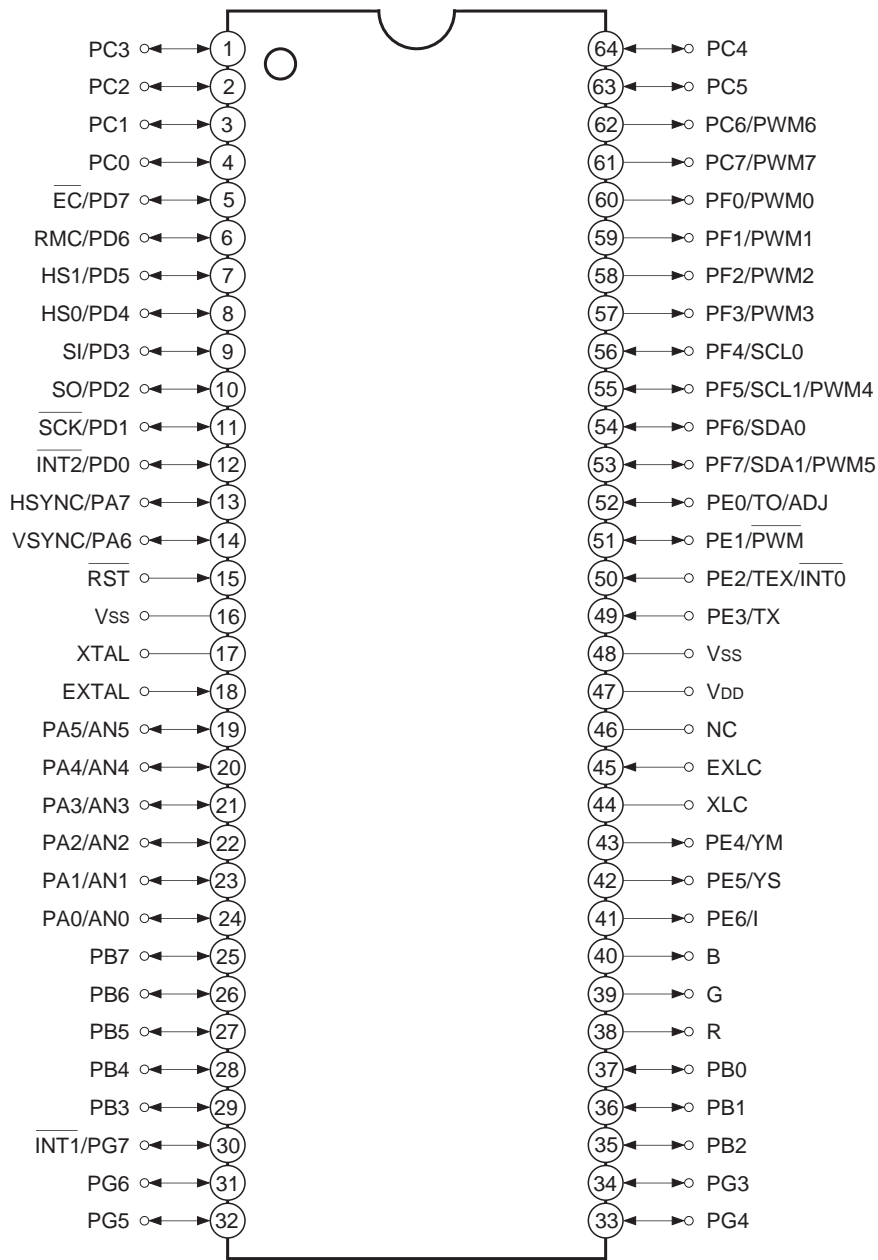 PC3 1 64 PC4
PC2 2 63 PC5
PC1 3 62 PC6/PWM6
PC0 4 61 PC7/PWM7
E̅C̅/PD7 5 60 PF0/PWM0
RMC/PD6 6 59 PF1/PWM1
HS1/PD5 7 58 PF2/PWM2
HS0/PD4 8 57 PF3/PWM3
SI/PD3 9 56 PF4/SCL0
SO/PD2 10 55 PF5/SCL1/PWM4
S̅C̅K̅/PD1 11 54 PF6/SDA0
I̅N̅T̅2̅/PD0 12 53 PF7/SDA1/PWM5
HSYNC/PA7 13 52 PE0/TO/ADJ
VSYNC/PA6 14 51 PE1/P̅W̅M̅
R̅S̅T̅ 15 50 PE2/TEX/I̅N̅T̅0̅
Vss 16 49 PE3/TX
XTAL 17 48 Vss
EXTAL 18 47 VDD
PA5/AN5 19 46 NC
PA4/AN4 20 45 EXLC
PA3/AN3 21 44 XLC
PA2/AN2 22 43 PE4/YM
PA1/AN1 23 42 PE5/YS
PA0/AN0 24 41 PE6/I
PB7 25 40 B
PB6 26 39 G
PB5 27 38 R
PB4 28 37 PB0
PB3 29 36 PB1
I̅N̅T̅1̅/PG7 30 35 PB2
PG6 31 34 PG3
PG5 32 33 PG4